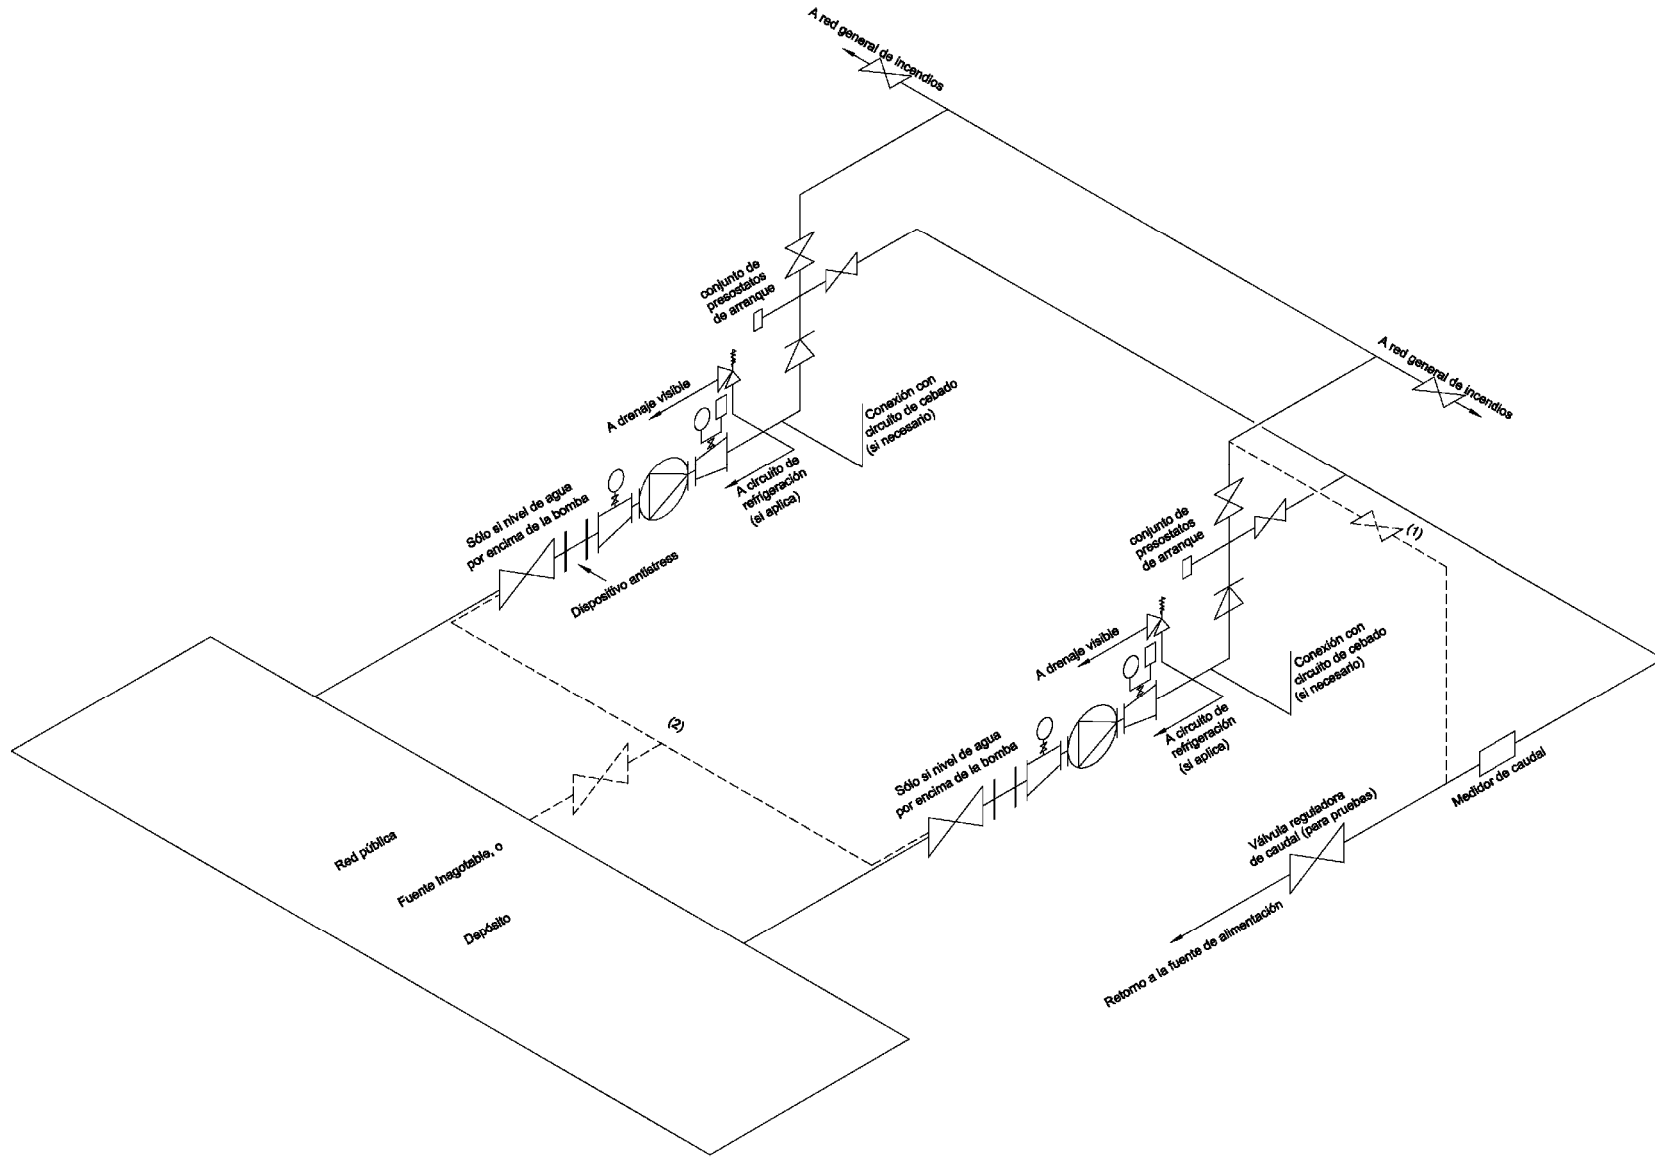 A red general de incendios
conjunto de
presostatos
de arranque
A drenaje visible
Conexión con
circuito de cebado
(si necesario)
A circuito de
refrigeración
(si aplica)
Sólo si nivel de agua
por encima de la bomba
Dispositivo antistress
A red general de incendios
(1)
conjunto de
presostatos
de arranque
A drenaje visible
Conexión con
circuito de cebado
(si necesario)
A circuito de
refrigeración
(si aplica)
Sólo si nivel de agua
por encima de la bomba
(2)
Medidor de caudal
Válvula reguladora
de caudal (para pruebas)
Retorno a la fuente de alimentación
Red pública
Fuente Inagotable, o
Depósito